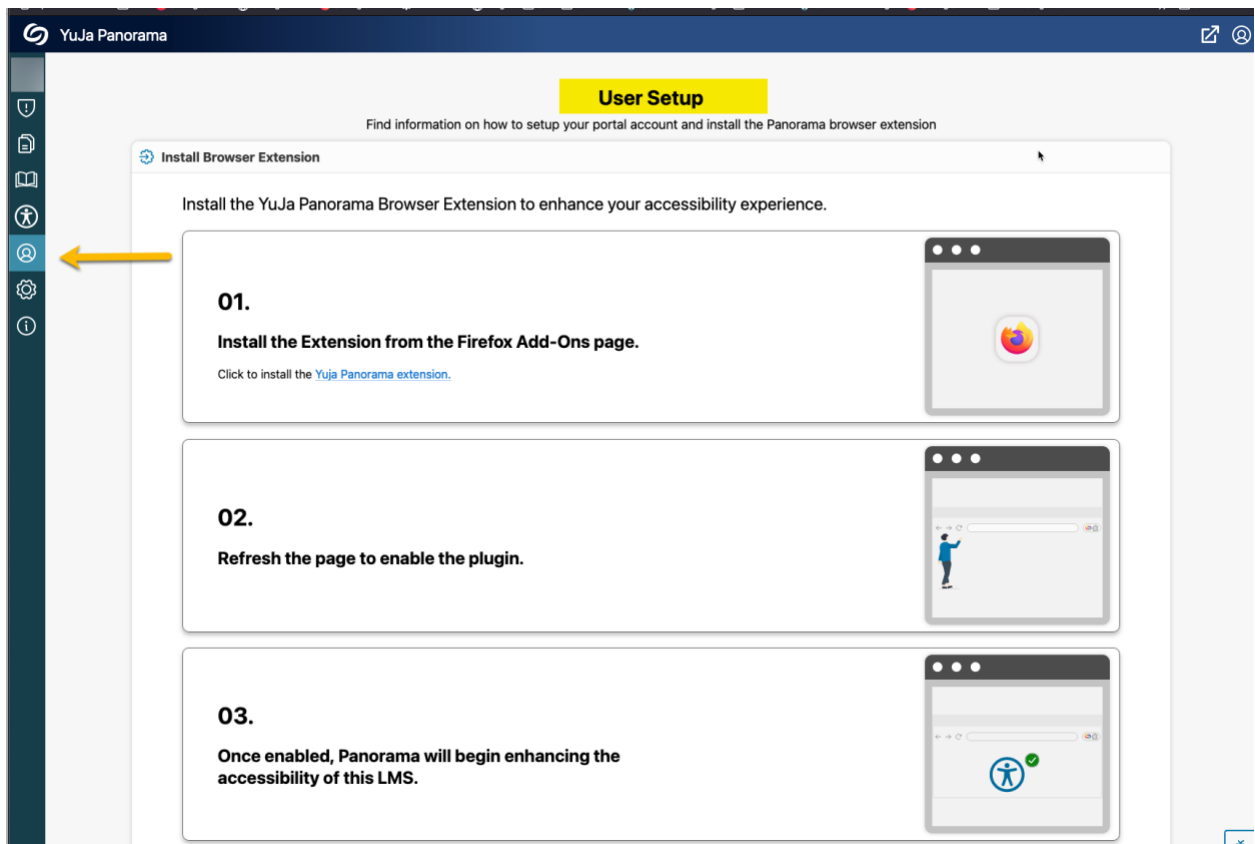 YuJa Panorama
User Setup
Find information on how to setup your portal account and install the Panorama browser extension
Install Browser Extension
Install the YuJa Panorama Browser Extension to enhance your accessibility experience.
01.
Install the Extension from the Firefox Add-Ons page.
Click to install the Yuja Panorama extension.
02.
Refresh the page to enable the plugin.
03.
Once enabled, Panorama will begin enhancing the
accessibility of this LMS.